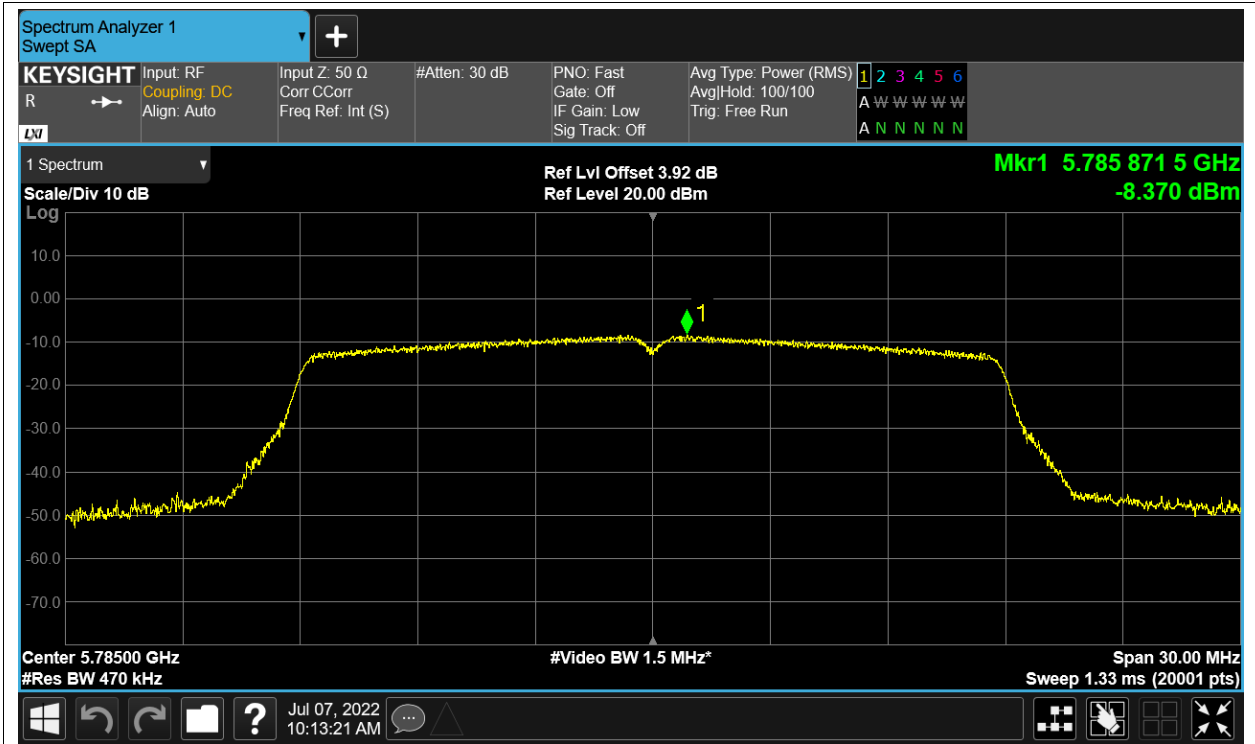 Spectrum Analyzer 1
Swept SA
+
KEYSIGHT
R
LXI
Input: RF
Coupling: DC
Align: Auto
Input Z: 50 Ω
Corr CCorr
Freq Ref: Int (S)
#Atten: 30 dB
PNO: Fast
Gate: Off
IF Gain: Low
Sig Track: Off
Avg Type: Power (RMS)
Avg|Hold: 100/100
Trig: Free Run
1 2 3 4 5 6
A W W W W W
A N N N N N
1 Spectrum
Scale/Div 10 dB
Log
Ref Lvl Offset 3.92 dB
Ref Level 20.00 dBm
Mkr1 5.785 871 5 GHz
-8.370 dBm
10.0
0.00
-10.0
-20.0
-30.0
-40.0
-50.0
-60.0
-70.0
1
Center 5.78500 GHz
#Res BW 470 kHz
#Video BW 1.5 MHz*
Span 30.00 MHz
Sweep 1.33 ms (20001 pts)
?
Jul 07, 2022
10:13:21 AM